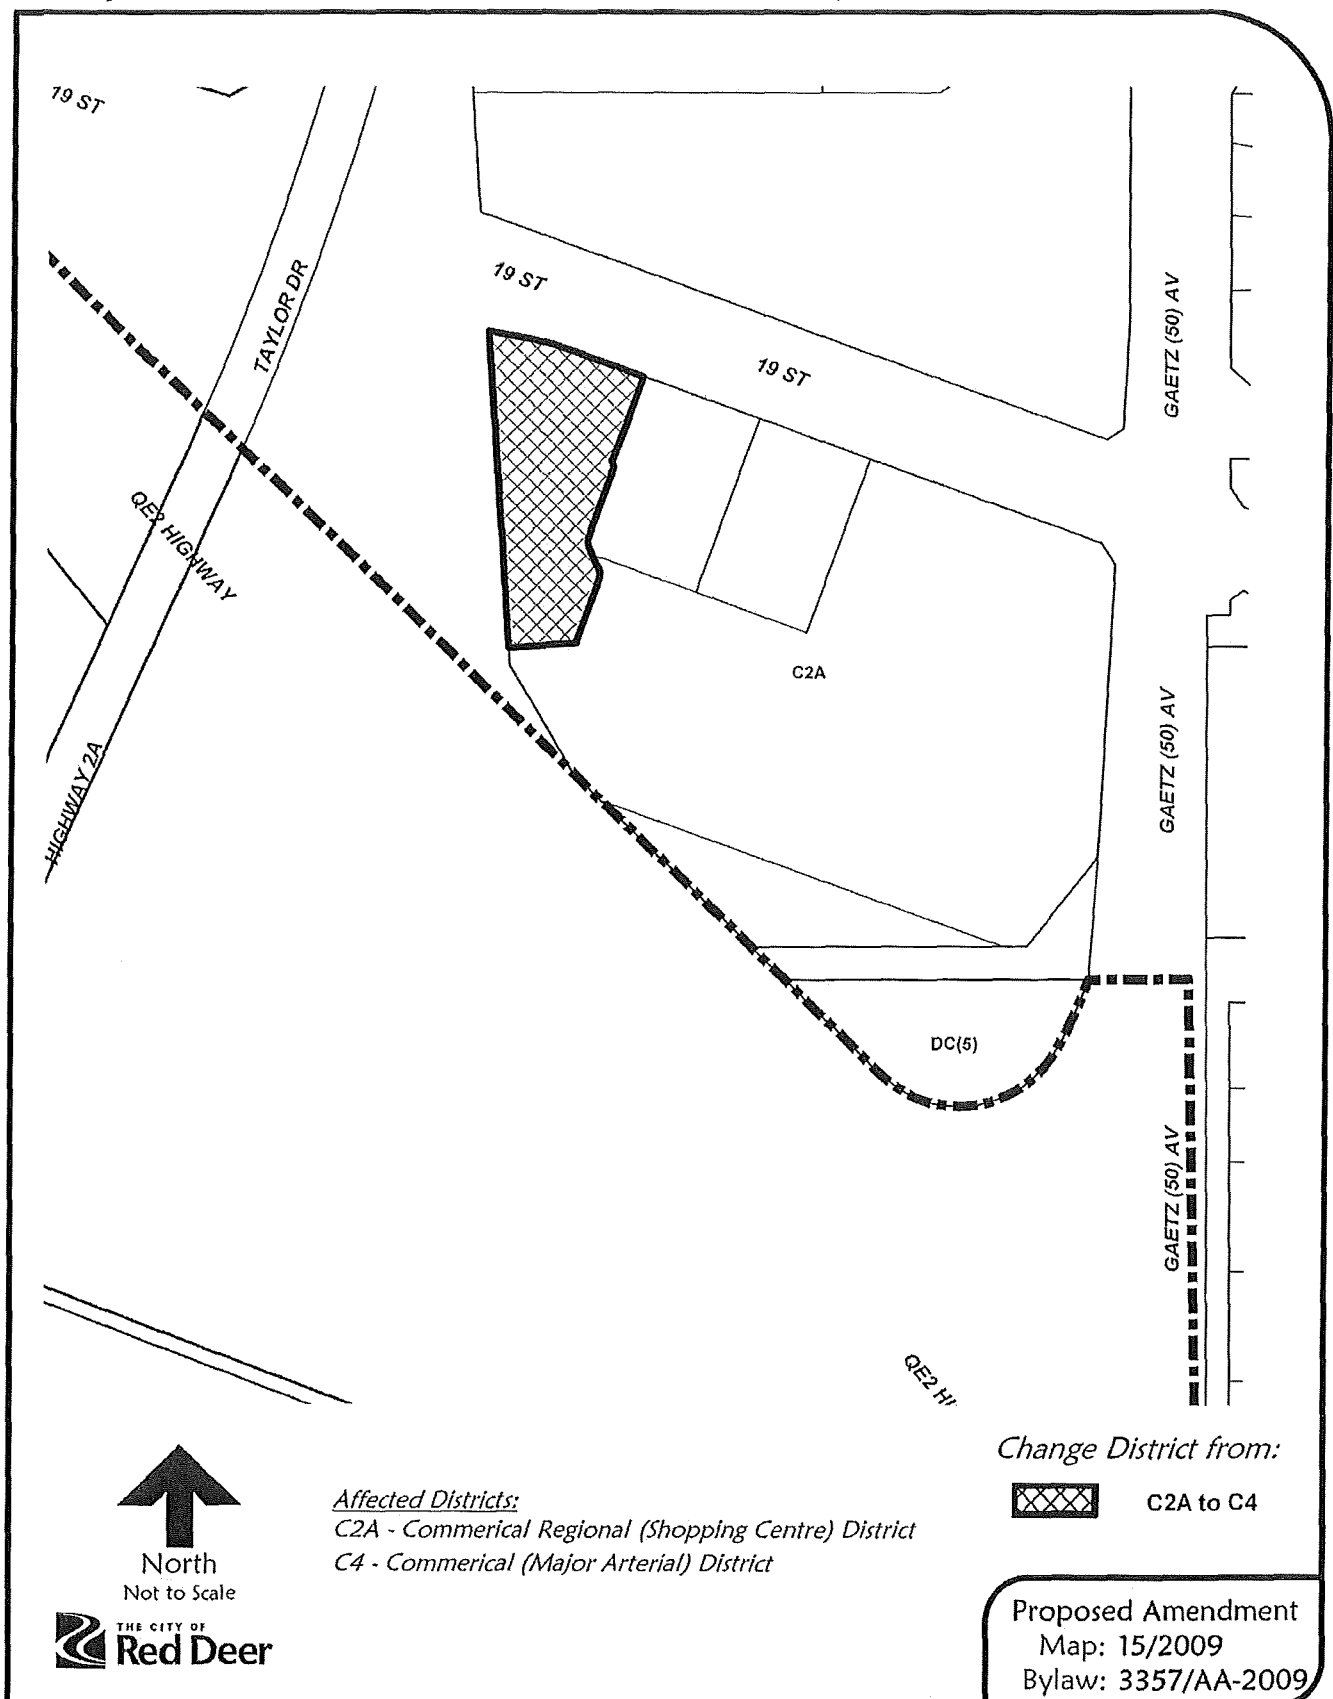 19 ST
19 ST
TAYLOR DR
GAETZ (50) AV
19 ST
QE2 HIGHWAY
C2A
GAETZ (50) AV
HIGHWAY 2A
DC(5)
GAETZ (50) AV
QE2
Change District from:
C2A to C4
Affected Districts:
C2A - Commerical Regional (Shopping Centre) District
C4 - Commerical (Major Arterial) District
North
Not to Scale
THE CITY OF
Red Deer
Proposed Amendment
Map: 15/2009
Bylaw: 3357/AA-2009